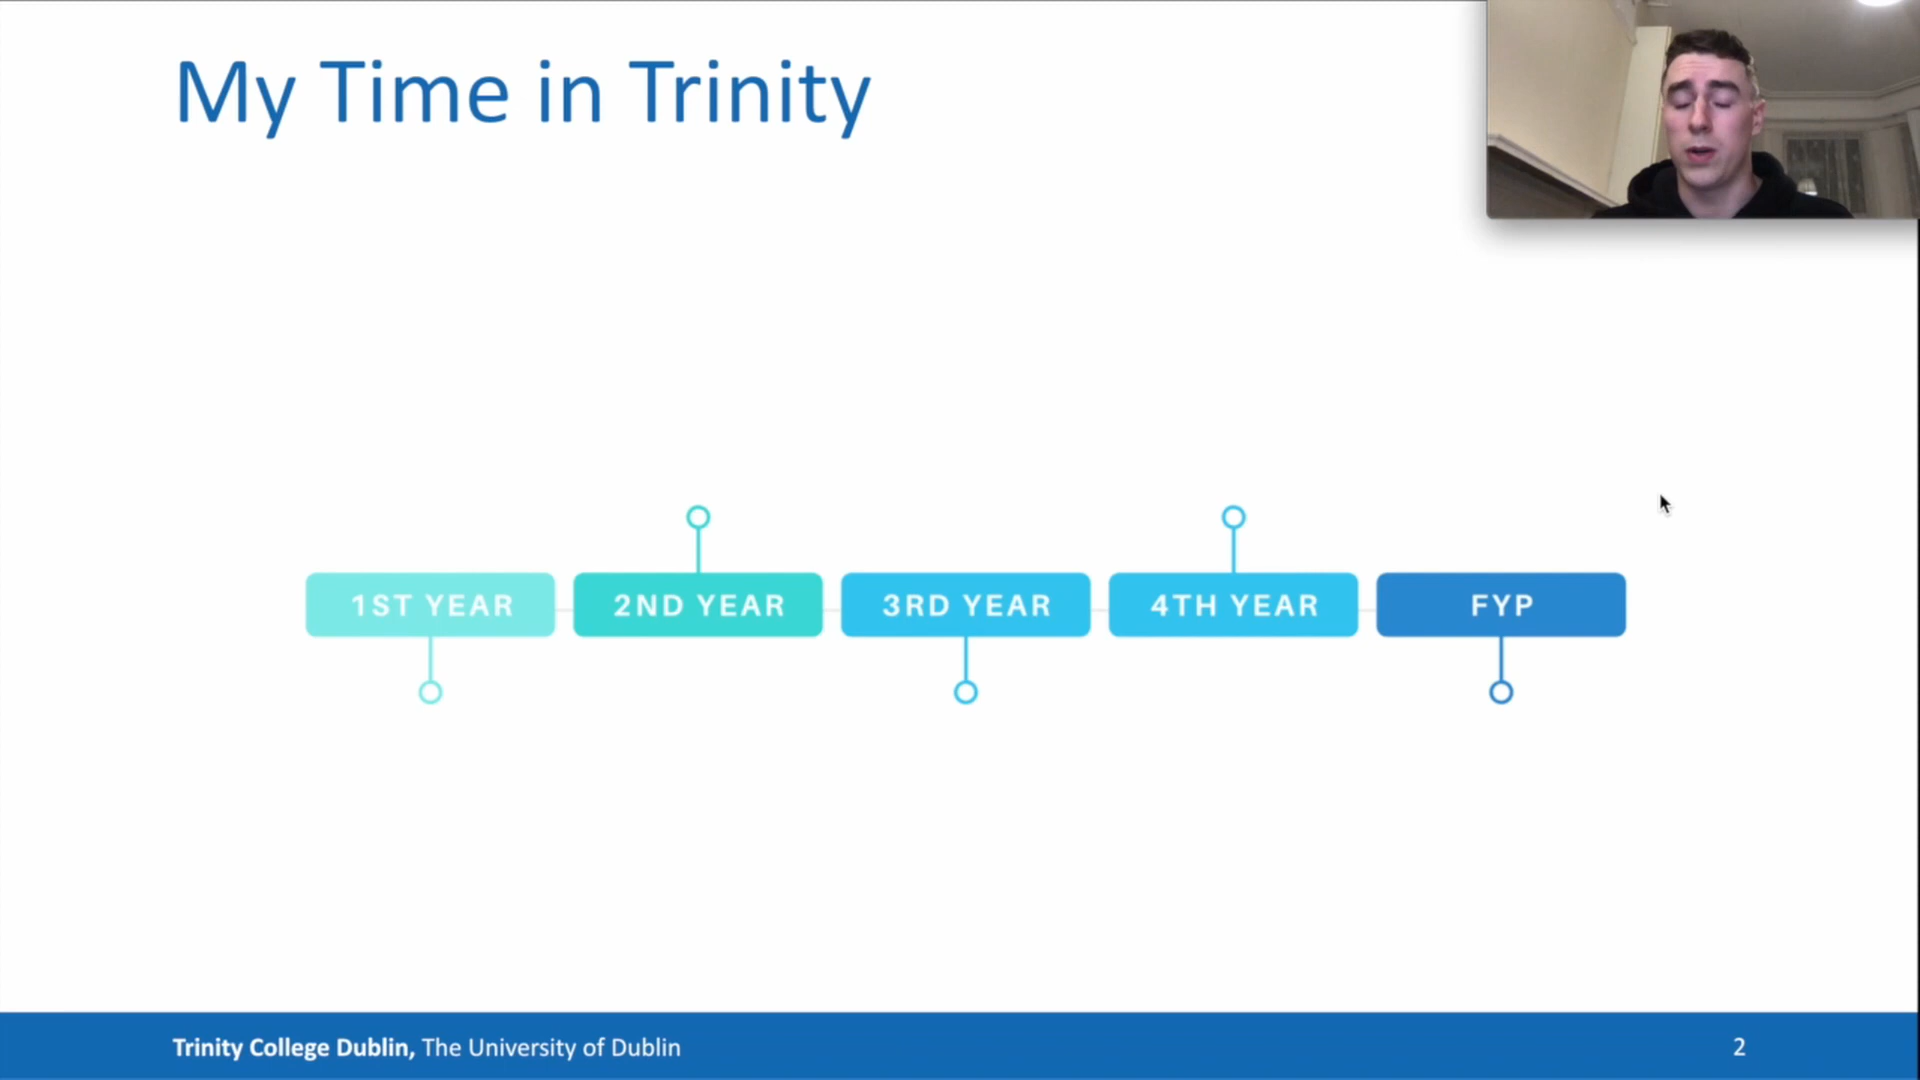 My Time in Trinity
1ST YEAR
2ND YEAR
3RD YEAR
4TH YEAR
FYP
Trinity College Dublin, The University of Dublin
2